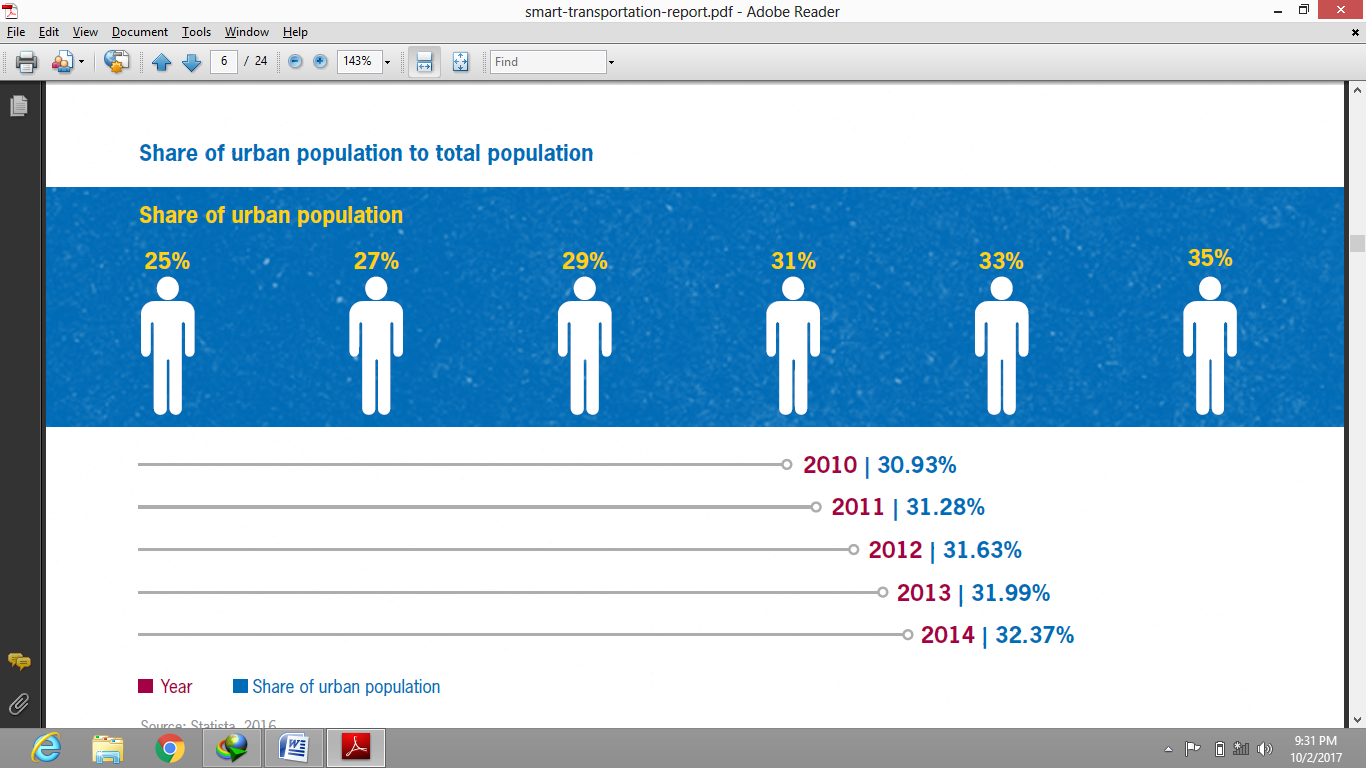 smart-transportation-report.pdf - Adobe Reader
File Edit View Document Tools Window Help
6 / 24 143% Find
Share of urban population to total population
Share of urban population
25% 27% 29% 31% 33% 35%
2010 | 30.93%
2011 | 31.28%
2012 | 31.63%
2013 | 31.99%
2014 | 32.37%
Year Share of urban population
Source: Statista, 2016
9:31 PM
10/2/2017